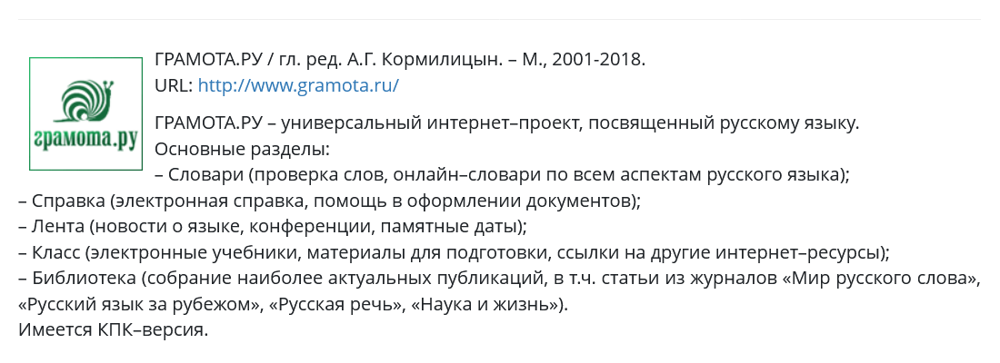 ГРАМОТА.РУ / гл. ред. А.Г. Кормилицын. – М., 2001-2018.
URL: http://www.gramota.ru/
грамота.ру
ГРАМОТА.РУ – универсальный интернет–проект, посвященный русскому языку.
Основные разделы:
– Словари (проверка слов, онлайн–словари по всем аспектам русского языка);
– Справка (электронная справка, помощь в оформлении документов);
– Лента (новости о языке, конференции, памятные даты);
– Класс (электронные учебники, материалы для подготовки, ссылки на другие интернет–ресурсы);
– Библиотека (собрание наиболее актуальных публикаций, в т.ч. статьи из журналов «Мир русского слова»,
«Русский язык за рубежом», «Русская речь», «Наука и жизнь»).
Имеется КПК–версия.